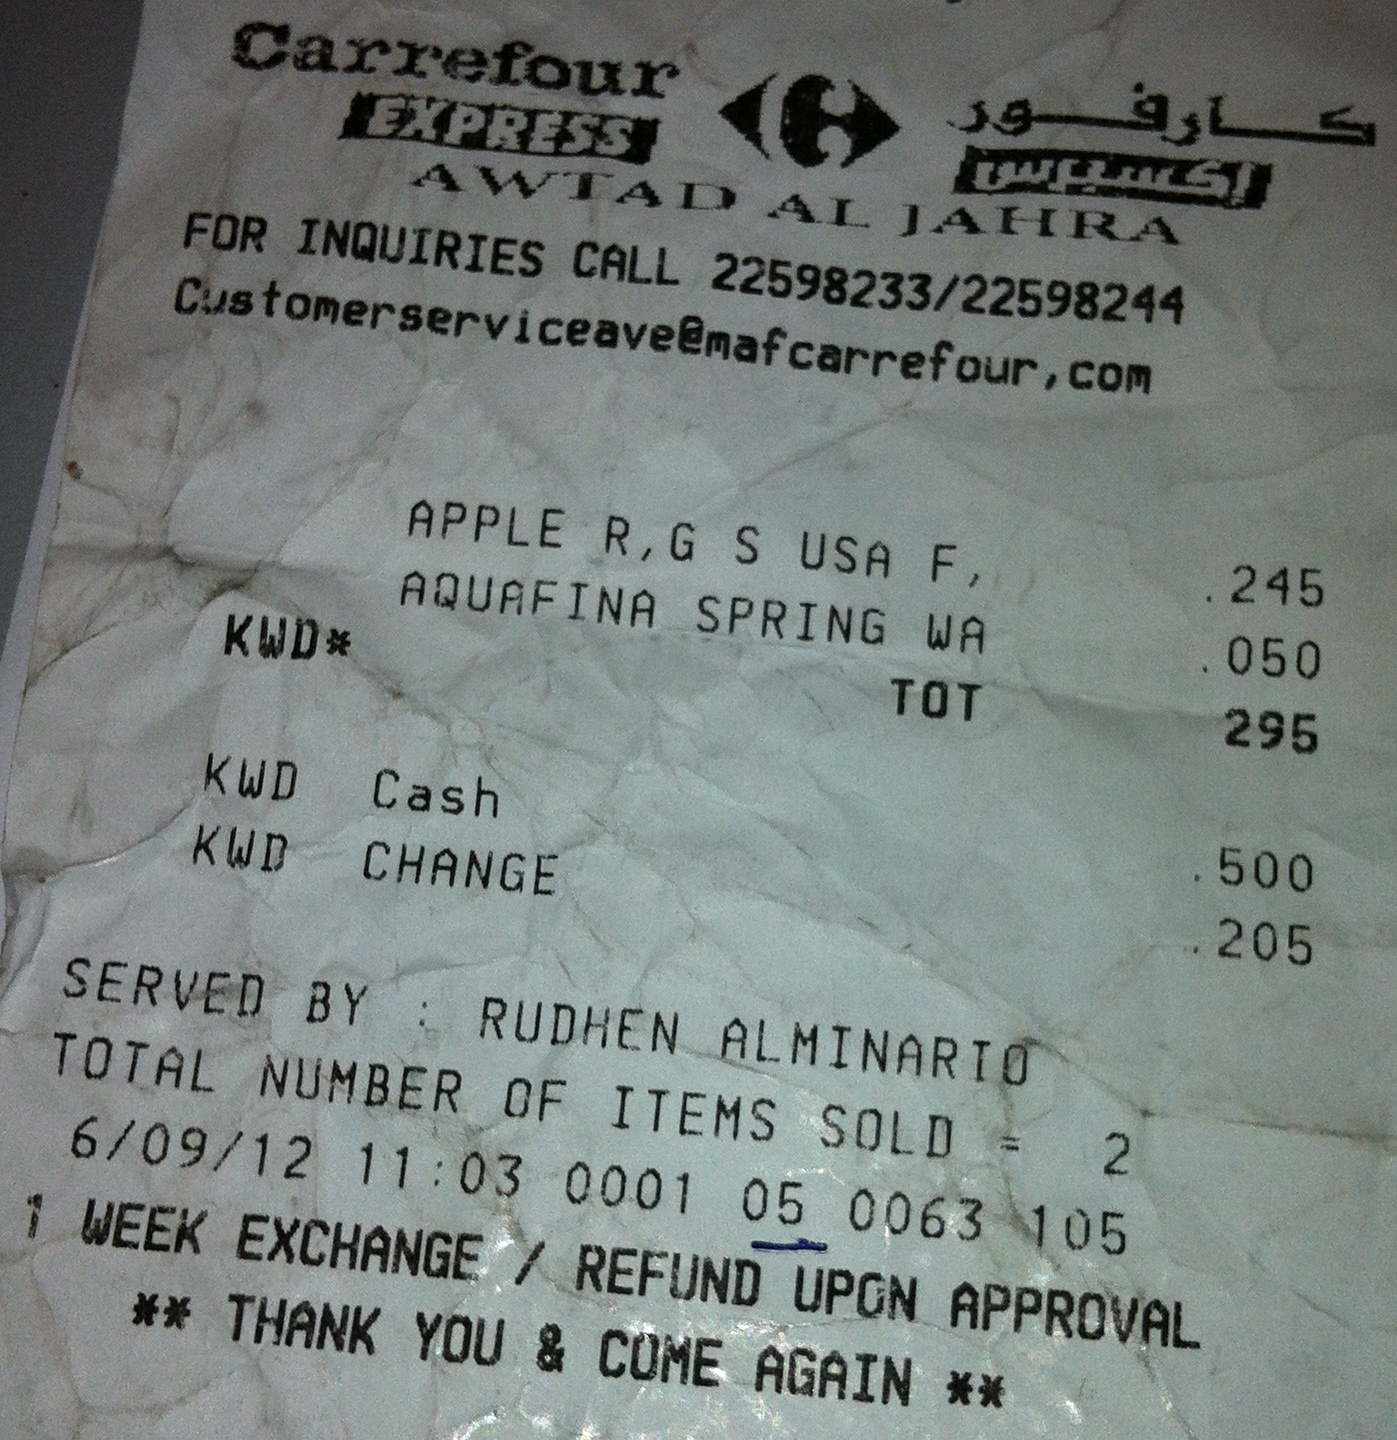 Carrefour كارفور
EXPRESS إكسبرس
AWTAD AL JAHRA
FOR INQUIRIES CALL 22598233/22598244
Customerserviceave@mafcarrefour,com
APPLE R,G S USA F, .245
AQUAFINA SPRING WA .050
KWD* TOT 295
KWD Cash .500
KWD CHANGE .205
SERVED BY : RUDHEN ALMINARIO
TOTAL NUMBER OF ITEMS SOLD = 2
6/09/12 11:03 0001 05 0063 105
1 WEEK EXCHANGE / REFUND UPON APPROVAL
** THANK YOU & COME AGAIN **